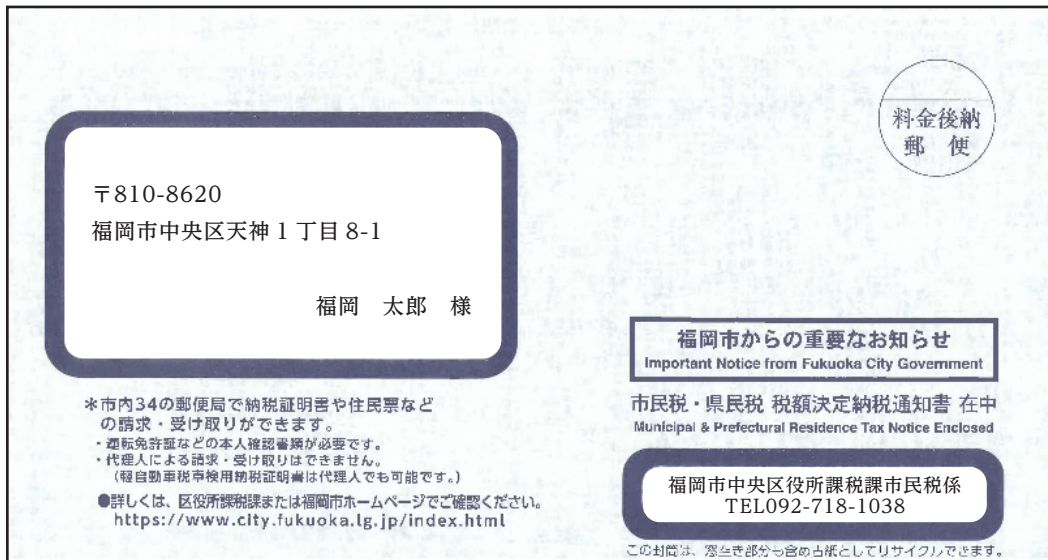 料金後納
郵　便
〒810-8620
福岡市中央区天神 1 丁目 8-1
福岡　太郎　様
＊市内34の郵便局で納税証明書や住民票など
の請求・受け取りができます。
・運転免許証などの本人確認書類が必要です。
・代理人による請求・受け取りはできません。
（軽自動車税車検用納税証明書は代理人でも可能です。）
●詳しくは、区役所課税課または福岡市ホームページでご確認ください。
https://www.city.fukuoka.lg.jp/index.html
福岡市からの重要なお知らせ
Important Notice from Fukuoka City Government
市民税・県民税 税額決定納税通知書 在中
Municipal & Prefectural Residence Tax Notice Enclosed
福岡市中央区役所課税課市民税係
TEL092-718-1038
この封筒は、窓空き部分も含め古紙としてリサイクルできます。